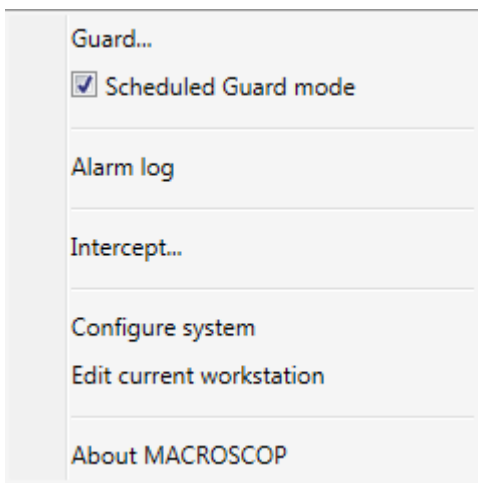 Guard...
Scheduled Guard mode
Alarm log
Intercept...
Configure system
Edit current workstation
About MACROSCOP